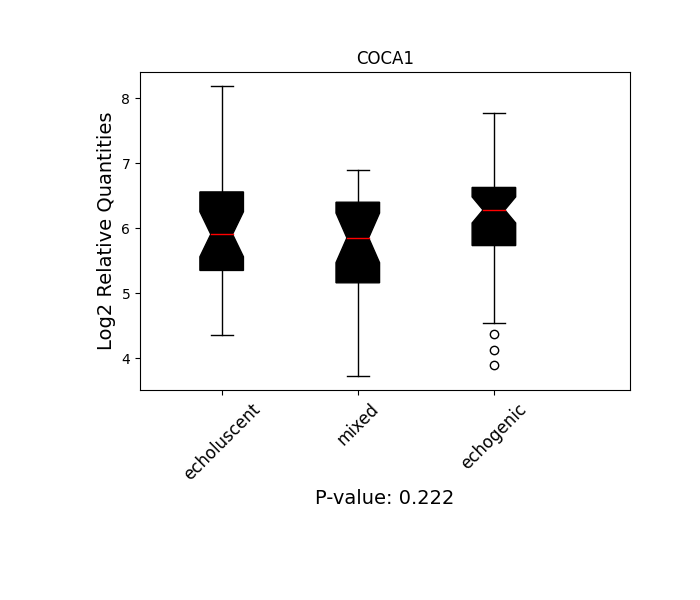 COCA1
Log2 Relative Quantities
8
7
6
5
4
echoluscent
mixed
echogenic
P-value: 0.222